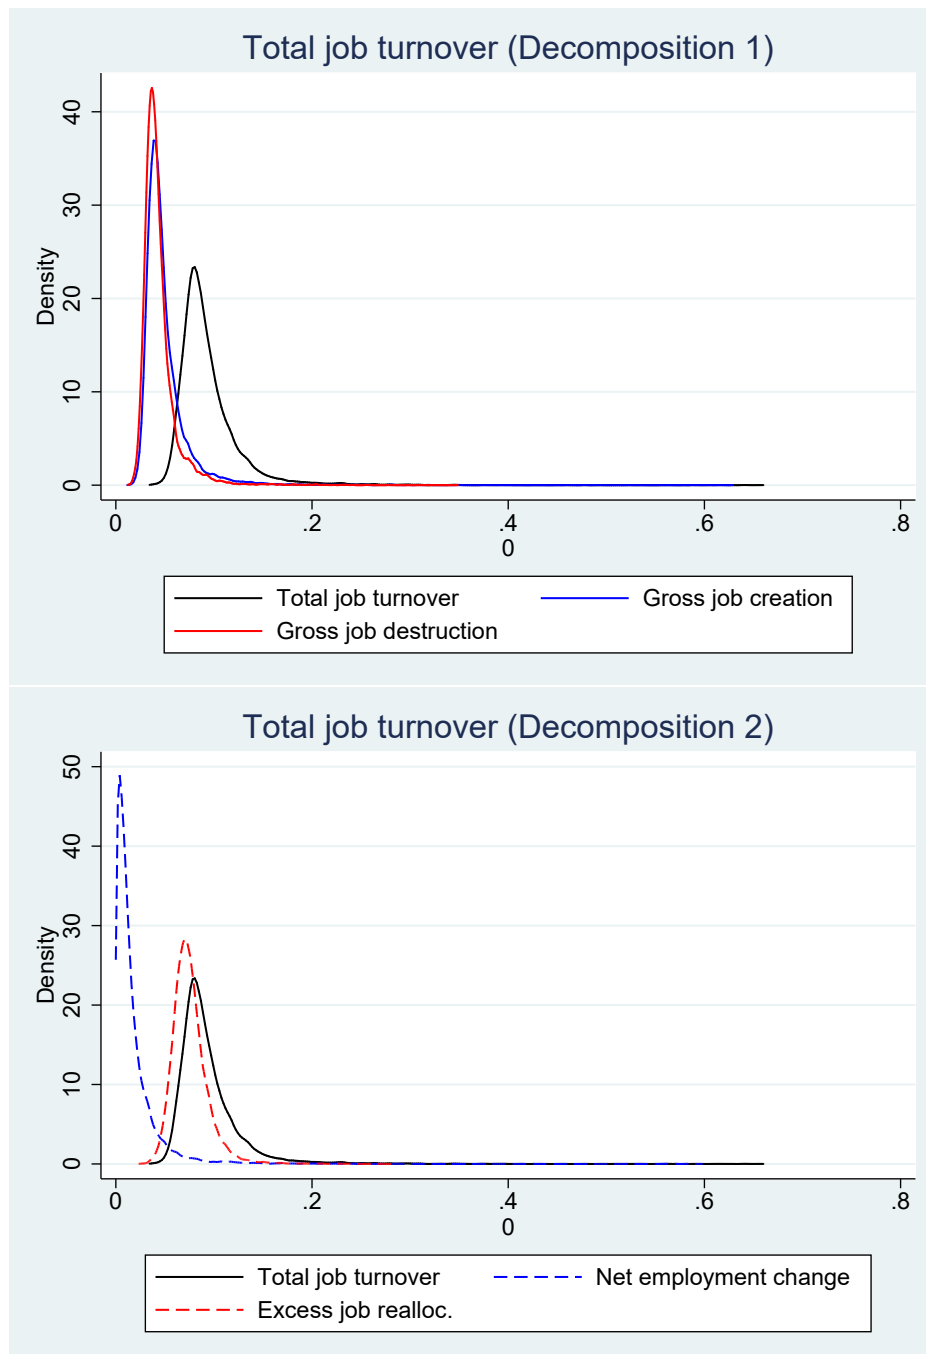 Total job turnover (Decomposition 1)
Density
40
30
20
10
0
0 .2 .4 .6 .8
0
Total job turnover Gross job creation
Gross job destruction
Total job turnover (Decomposition 2)
Density
50
40
30
20
10
0
0 .2 .4 .6 .8
0
Total job turnover Net employment change
Excess job realloc.